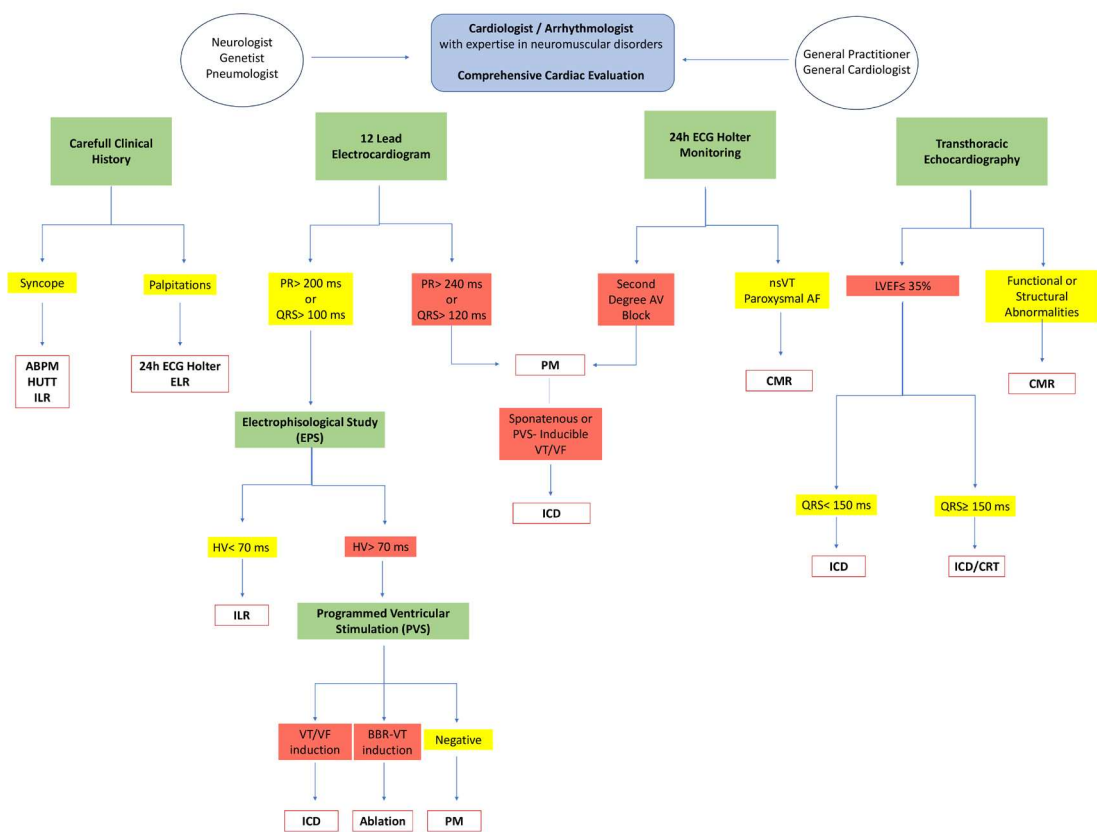 Neurologist
Genetist
Pneumologist
Cardiologist / Arrhythmologist
with expertise in neuromuscular disorders
Comprehensive Cardiac Evaluation
General Practitioner
General Cardiologist
Carefull Clinical
History
12 Lead
Electrocardiogram
24h ECG Holter
Monitoring
Transthoracic
Echocardiography
Syncope
Palpitations
PR> 200 ms
or
QRS> 100 ms
PR> 240 ms
or
QRS> 120 ms
Second
Degree AV
Block
nsVT
Paroxysmal AF
LVEF≤ 35%
Functional or
Structural
Abnormalities
ABPM
HUTT
ILR
24h ECG Holter
ELR
PM
CMR
CMR
Electrophisological Study
(EPS)
Sponatenous or
PVS- Inducible
VT/VF
ICD
QRS< 150 ms
QRS≥ 150 ms
HV< 70 ms
HV> 70 ms
ICD
ICD/CRT
ILR
Programmed Ventricular
Stimulation (PVS)
VT/VF
induction
BBR-VT
induction
Negative
ICD
Ablation
PM